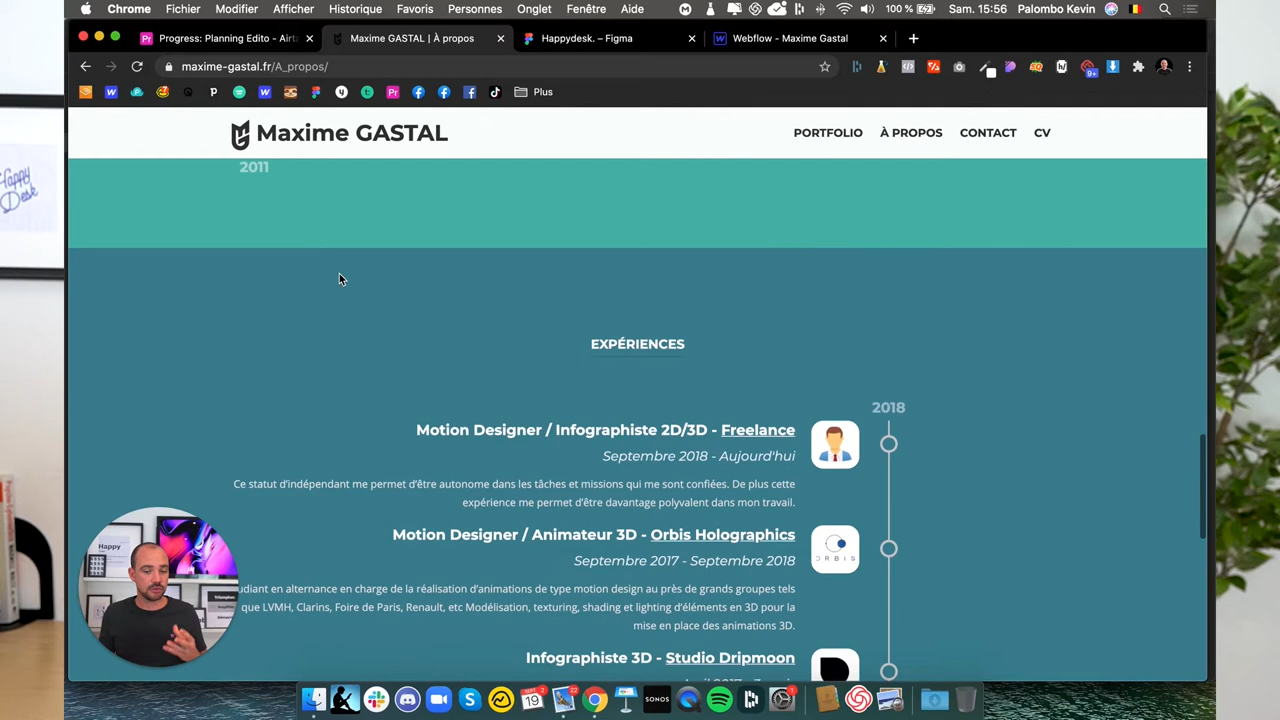 Chrome Fichier Modifier Afficher Historique Favoris Personnes Onglet Fenêtre Aide 100 % Sam. 15:56 Palombo Kevin
Progress: Planning Edito - Airta Maxime GASTAL | À propos Happydesk. – Figma Webflow - Maxime Gastal
maxime-gastal.fr/A_propos/
9+
Plus
Maxime GASTAL PORTFOLIO À PROPOS CONTACT CV
2011
Happy
Desk
EXPÉRIENCES
2018
Motion Designer / Infographiste 2D/3D - Freelance
Septembre 2018 - Aujourd'hui
Ce statut d'indépendant me permet d'être autonome dans les tâches et missions qui me sont confiées. De plus cette
expérience me permet d'être davantage polyvalent dans mon travail.
Motion Designer / Animateur 3D - Orbis Holographics
ORBIS
Septembre 2017 - Septembre 2018
udiant en alternance en charge de la réalisation d'animations de type motion design au près de grands groupes tels
que LVMH, Clarins, Foire de Paris, Renault, etc Modélisation, texturing, shading et lighting d'éléments en 3D pour la
mise en place des animations 3D.
Infographiste 3D - Studio Dripmoon
Happy
SONOS